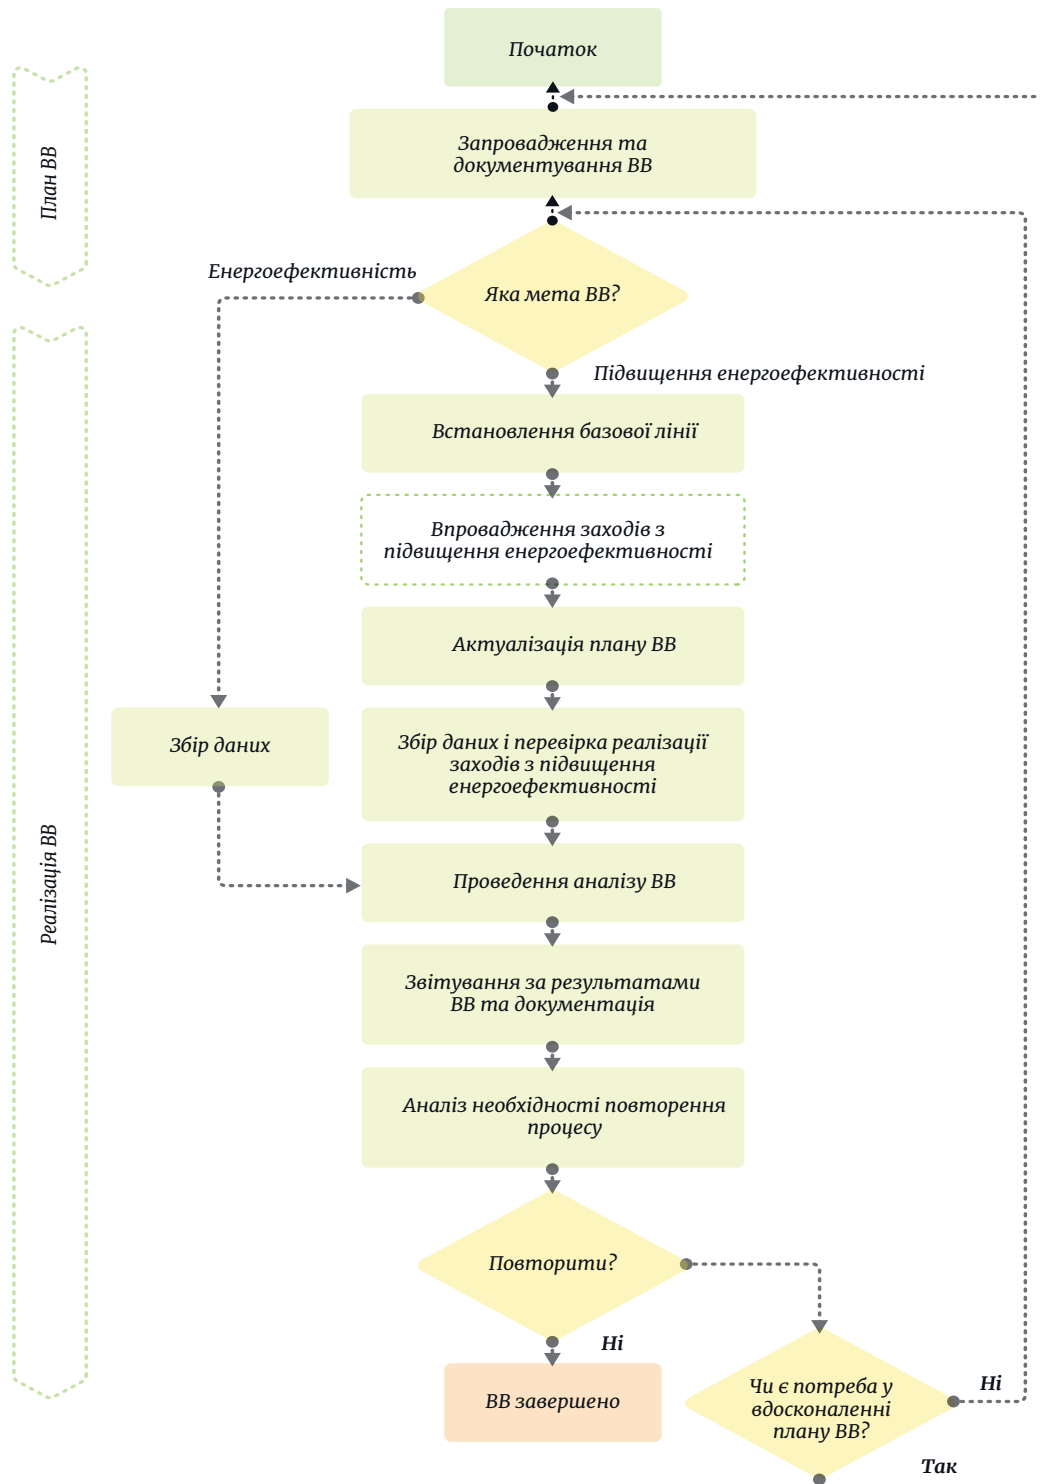 Початок
Запровадження та
документування ВВ
План ВВ
Енергоефективність
Яка мета ВВ?
Підвищення енергоефективності
Встановлення базової лінії
Впровадження заходів з
підвищення енергоефективності
Актуалізація плану ВВ
Збір даних
Збір даних і перевірка реалізації
заходів з підвищення
енергоефективності
Реалізація ВВ
Проведення аналізу ВВ
Звітування за результатами
ВВ та документація
Аналіз необхідності повторення
процесу
Повторити?
Ні
ВВ завершено
Чи є потреба у
вдосконаленні
плану ВВ?
Ні
Так